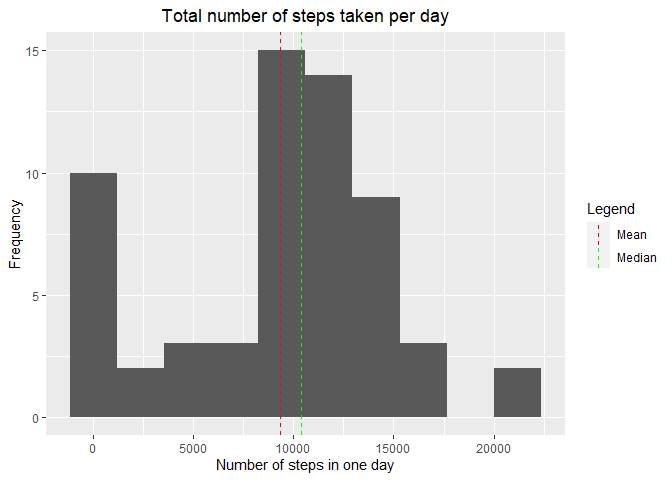 Total number of steps taken per day
15
10
5
0
Frequency
0 5000 10000 15000 20000
Number of steps in one day
Legend
Mean
Median